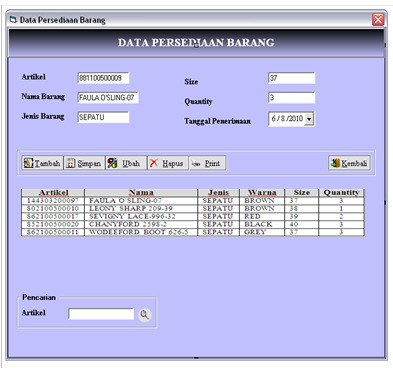 Data Persediaan Barang
DATA PERSEDIAAN BARANG
Artikel 881100500009 Size 37
Nama Barang FAULA O'SLING-07 Quantity 3
Jenis Barang SEPATU Tanggal Penerimaan 6 / 8 /2010
Tambah Simpan Ubah Hapus Print Kembali
Artikel Nama Jenis Warna Size Quantity
144303200097 FAULA O'SLING-07 SEPATU BROWN 37 3
802100500010 LEONY SHARP 209-39 SEPATU BROWN 38 1
862100500017 SEVIGNY LACE-996-32 SEPATU RED 39 2
852100500020 CHANYFORD 2598-2 SEPATU BLACK 40 3
862100500011 WODEEFORD BOOT 626-5 SEPATU GREY 37 3
Pencarian
Artikel